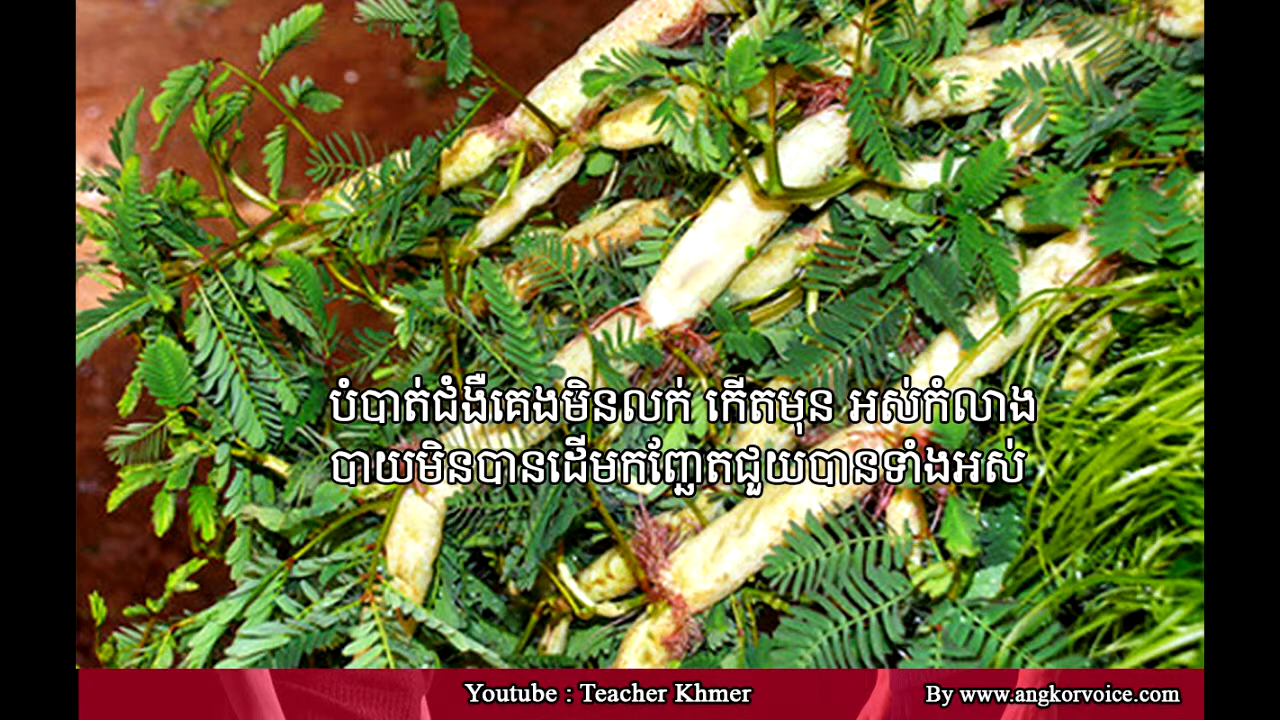 បំបាត់ជំងឺគេងមិនលក់ កើតមុន អស់កំលាង
បាយមិនបានដើមកញ្ឆែតជួយបានទាំងអស់
Youtube : Teacher Khmer
By www.angkorvoice.com